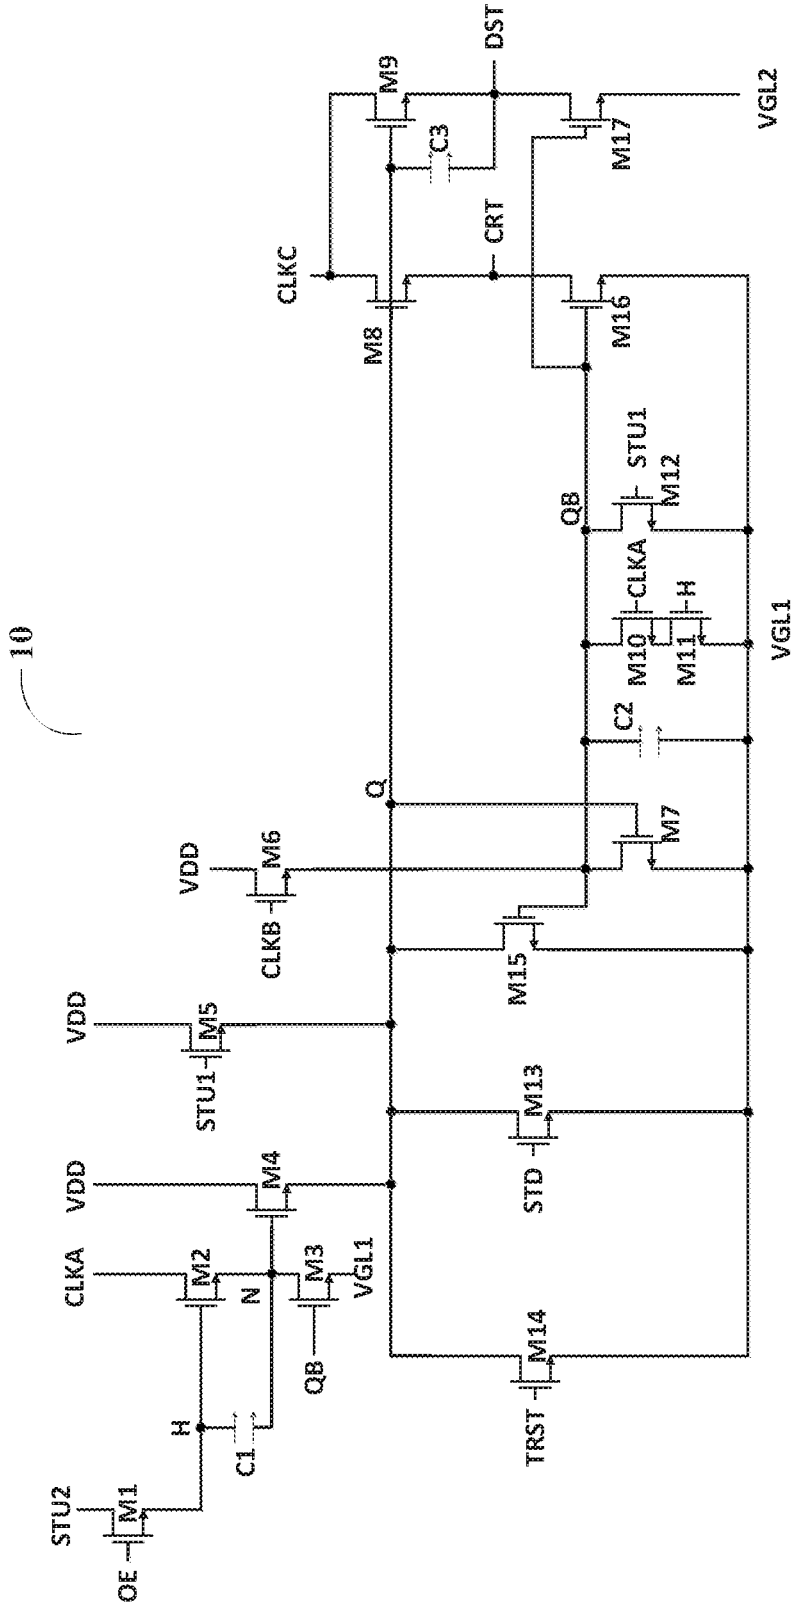 10
STU2
OE
M1
H
C1
CLKA
M2
N
QB
M3
VGL1
VDD
M4
TRST
M14
VDD
STU1
M5
STD
M13
VDD
CLKB
M6
M15
Q
M7
C2
QB
CLKA
M10
H
M11
STU1
M12
VGL1
CLKC
M8
CRT
M16
M9
C3
DST
M17
VGL2